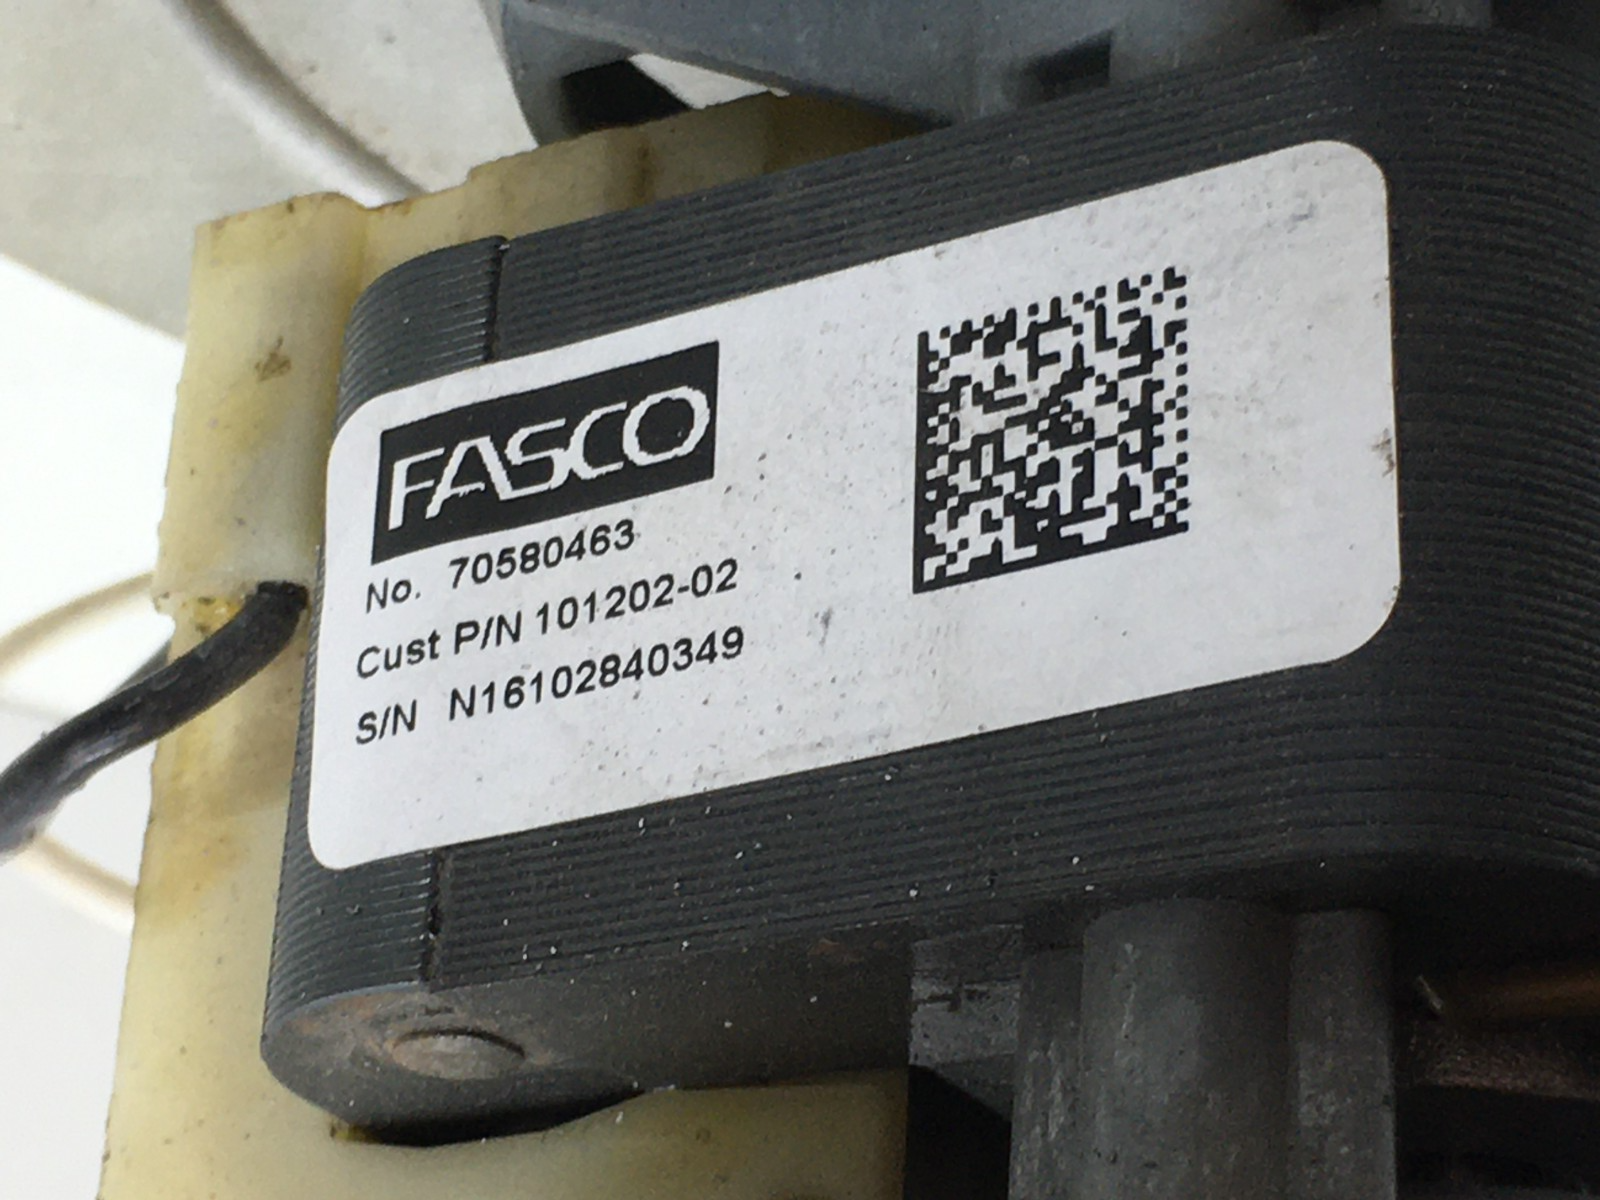 FASCO
No. 70580463
Cust P/N 101202-02
S/N N16102840349